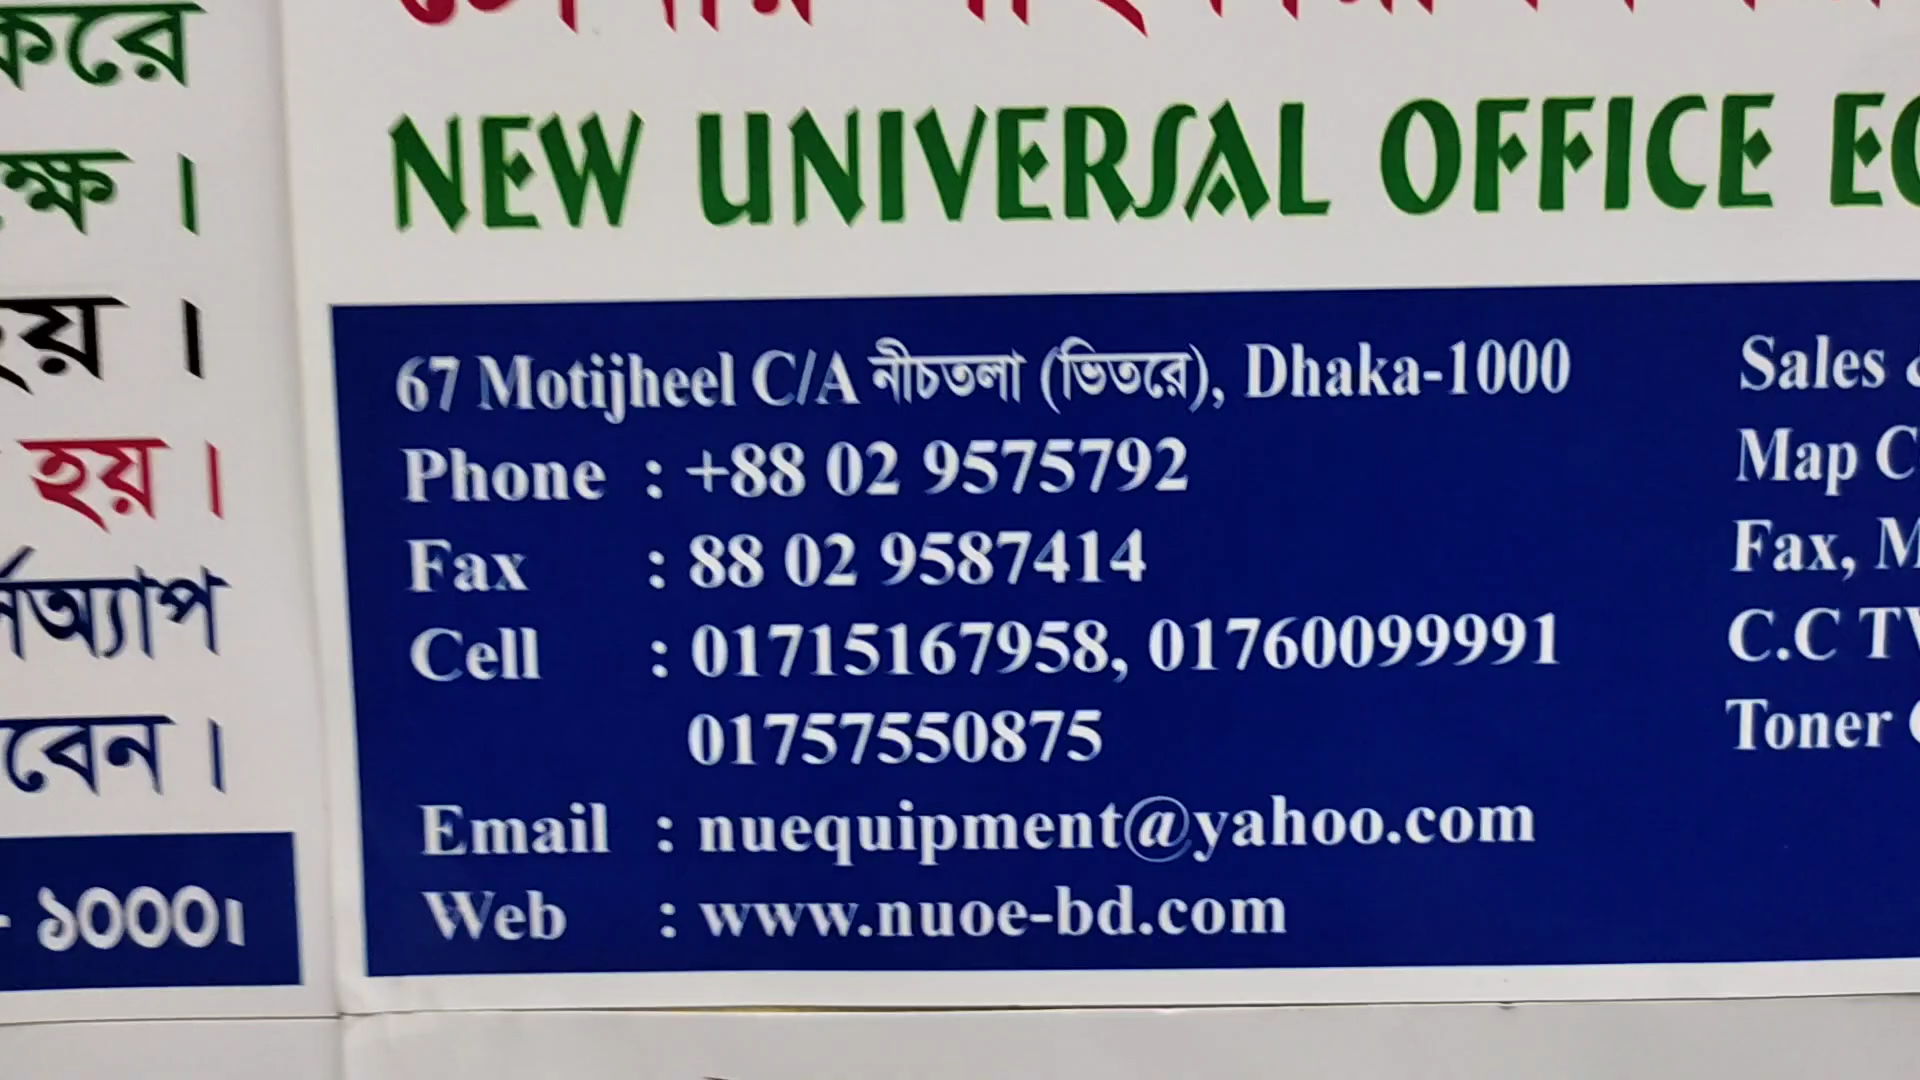 করে
ক্ষ ।
হয় ।
হয় ।
বেন ।
১০০০।
NEW UNIVERSAL OFFICE
67 Motijheel C/A নীচতলা (ভিতরে), Dhaka-1000
Phone : +88 02 9575792
Fax : 88 02 9587414
Cell : 01715167958, 01760099991
01757550875
Email : nuequipment@yahoo.com
Web : www.nuoe-bd.com
Sales
Map C
Fax, M
C.C TV
Toner